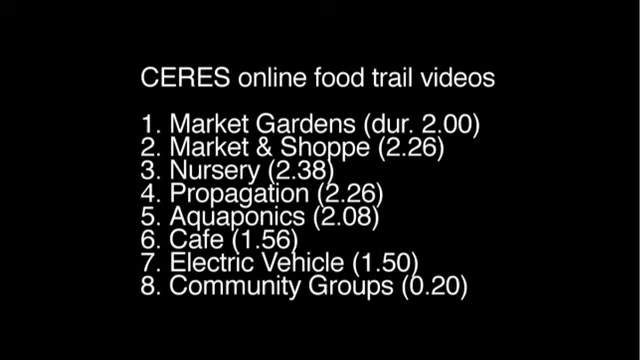 CERES online food trail videos
1. Market Gardens (dur. 2.00)
2. Market & Shoppe (2.26)
3. Nursery (2.38)
4. Propagation (2.26)
5. Aquaponics (2.08)
6. Cafe (1.56)
7. Electric Vehicle (1.50)
8. Community Groups (0.20)